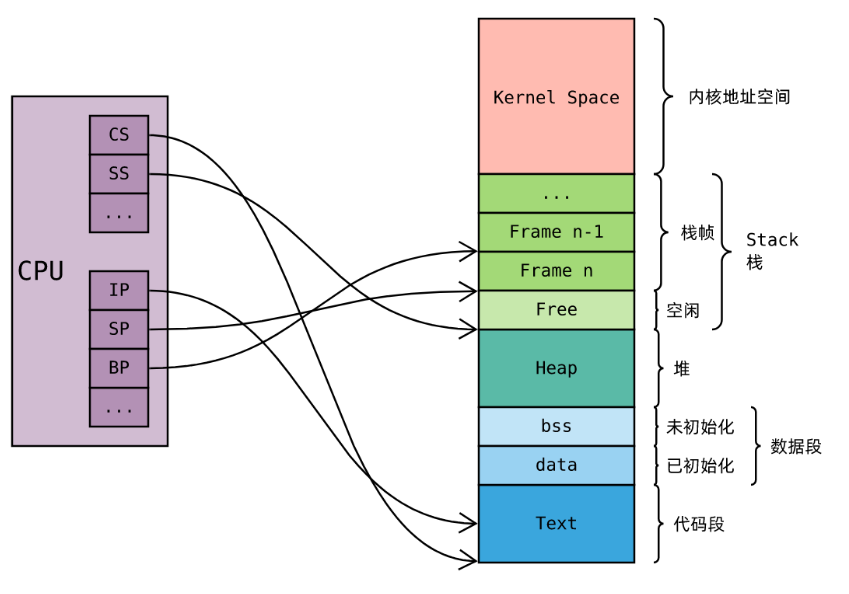 CPU
CS
SS
...
IP
SP
BP
...
Kernel Space
...
Frame n-1
Frame n
Free
Heap
bss
data
Text
内核地址空间
栈帧
Stack
栈
空闲
堆
未初始化
已初始化
数据段
代码段